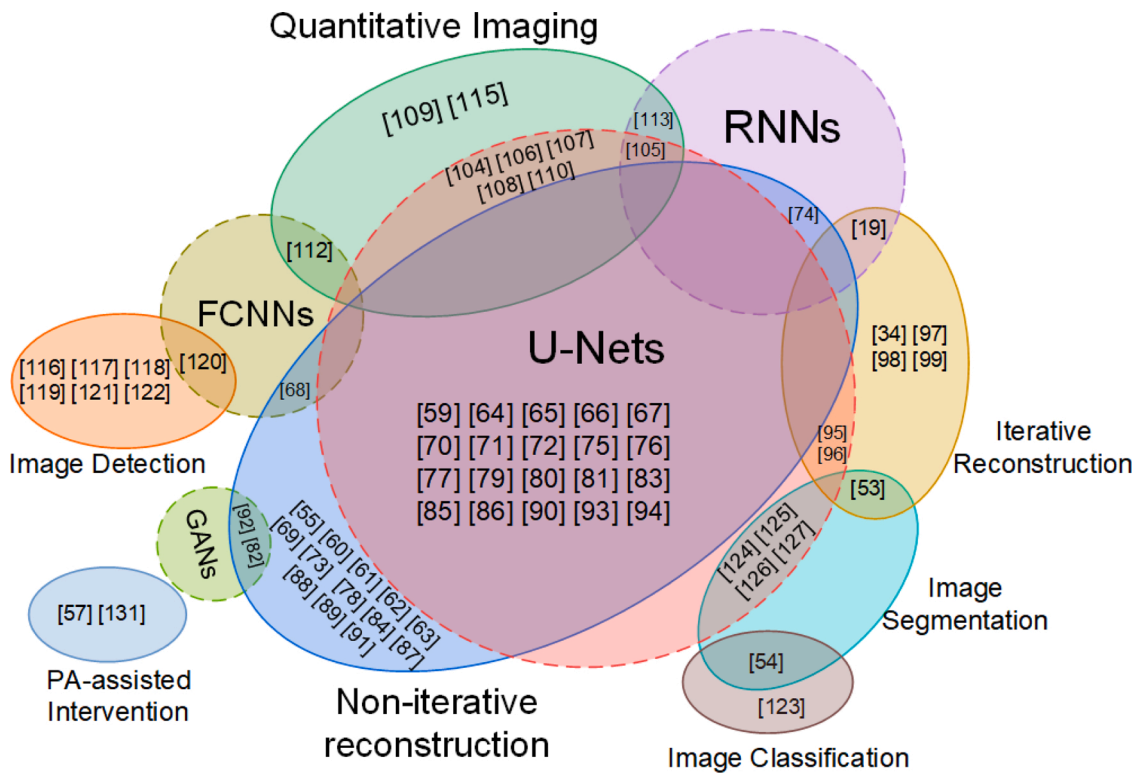 Quantitative Imaging
[109] [115]
[113]
RNNs
[104] [106] [107]
[108] [110]
[105]
[74]
[19]
[112]
FCNNs
U-Nets
[34] [97]
[98] [99]
[116] [117] [118]
[119] [121] [122]
[120]
[68]
[59] [64] [65] [66] [67]
[70] [71] [72] [75] [76]
[77] [79] [80] [81] [83]
[85] [86] [90] [93] [94]
[95]
[96]
Iterative
Reconstruction
Image Detection
[53]
GANs
[92] [82]
[55] [60] [61] [62] [63]
[69] [73] [78] [84] [87]
[88] [89] [91]
[124] [125]
[126] [127]
Image
Segmentation
[57] [131]
PA-assisted
Intervention
[54]
[123]
Non-iterative
reconstruction
Image Classification